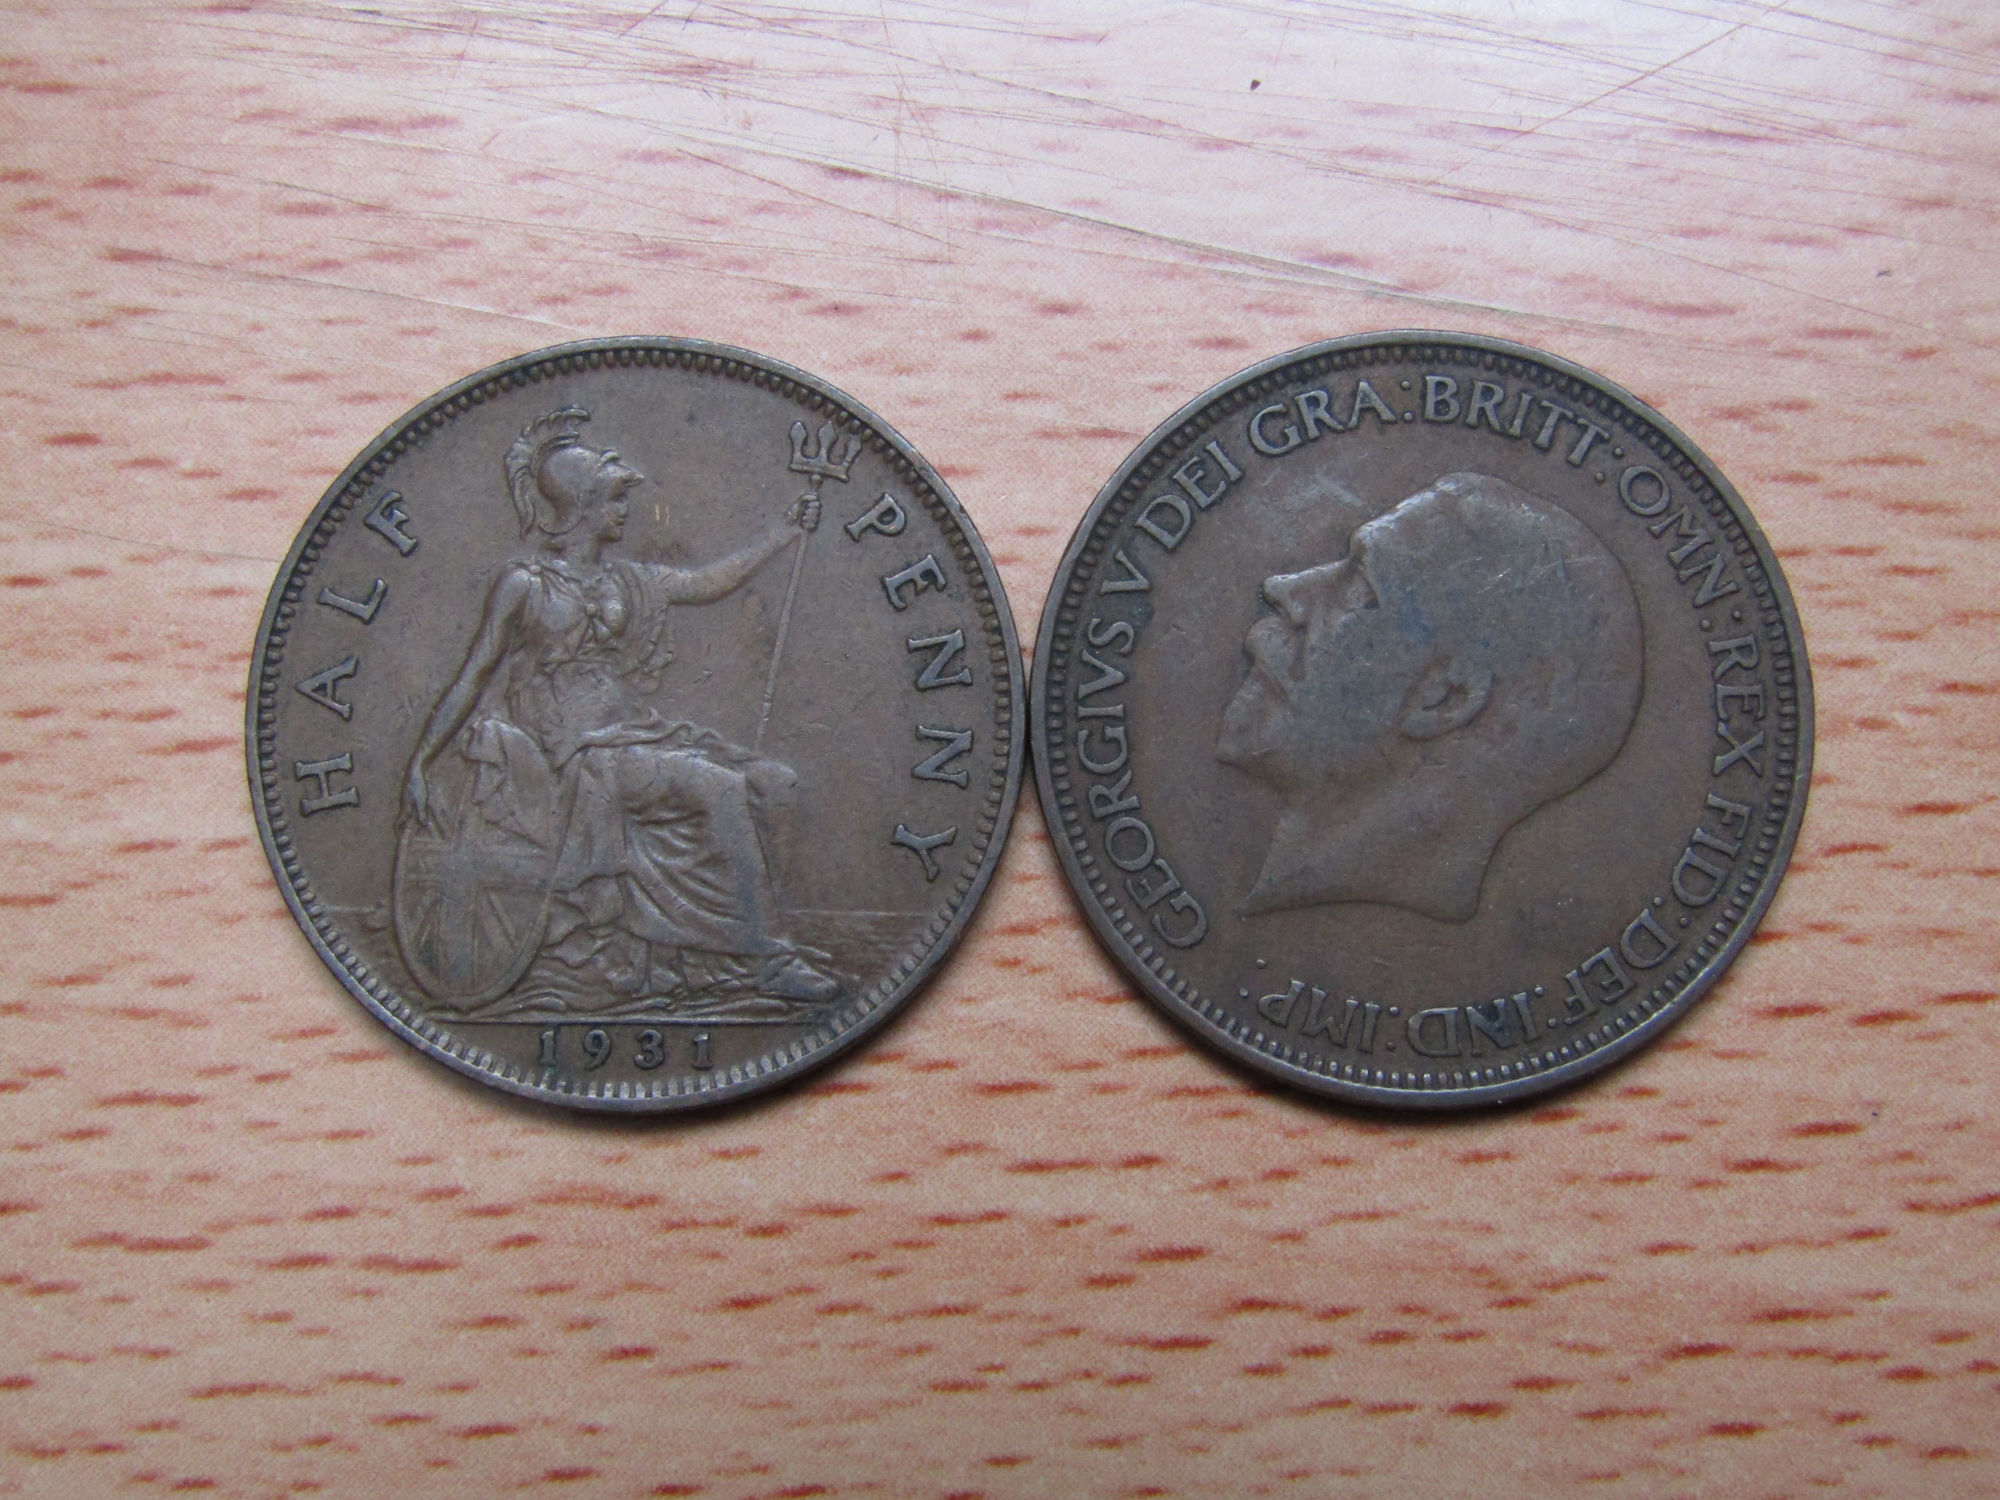 HALF PENNY
1931
GEORGIVS V DEI GRA: BRITT: OMN: REX FID: DEF: IND: IMP.